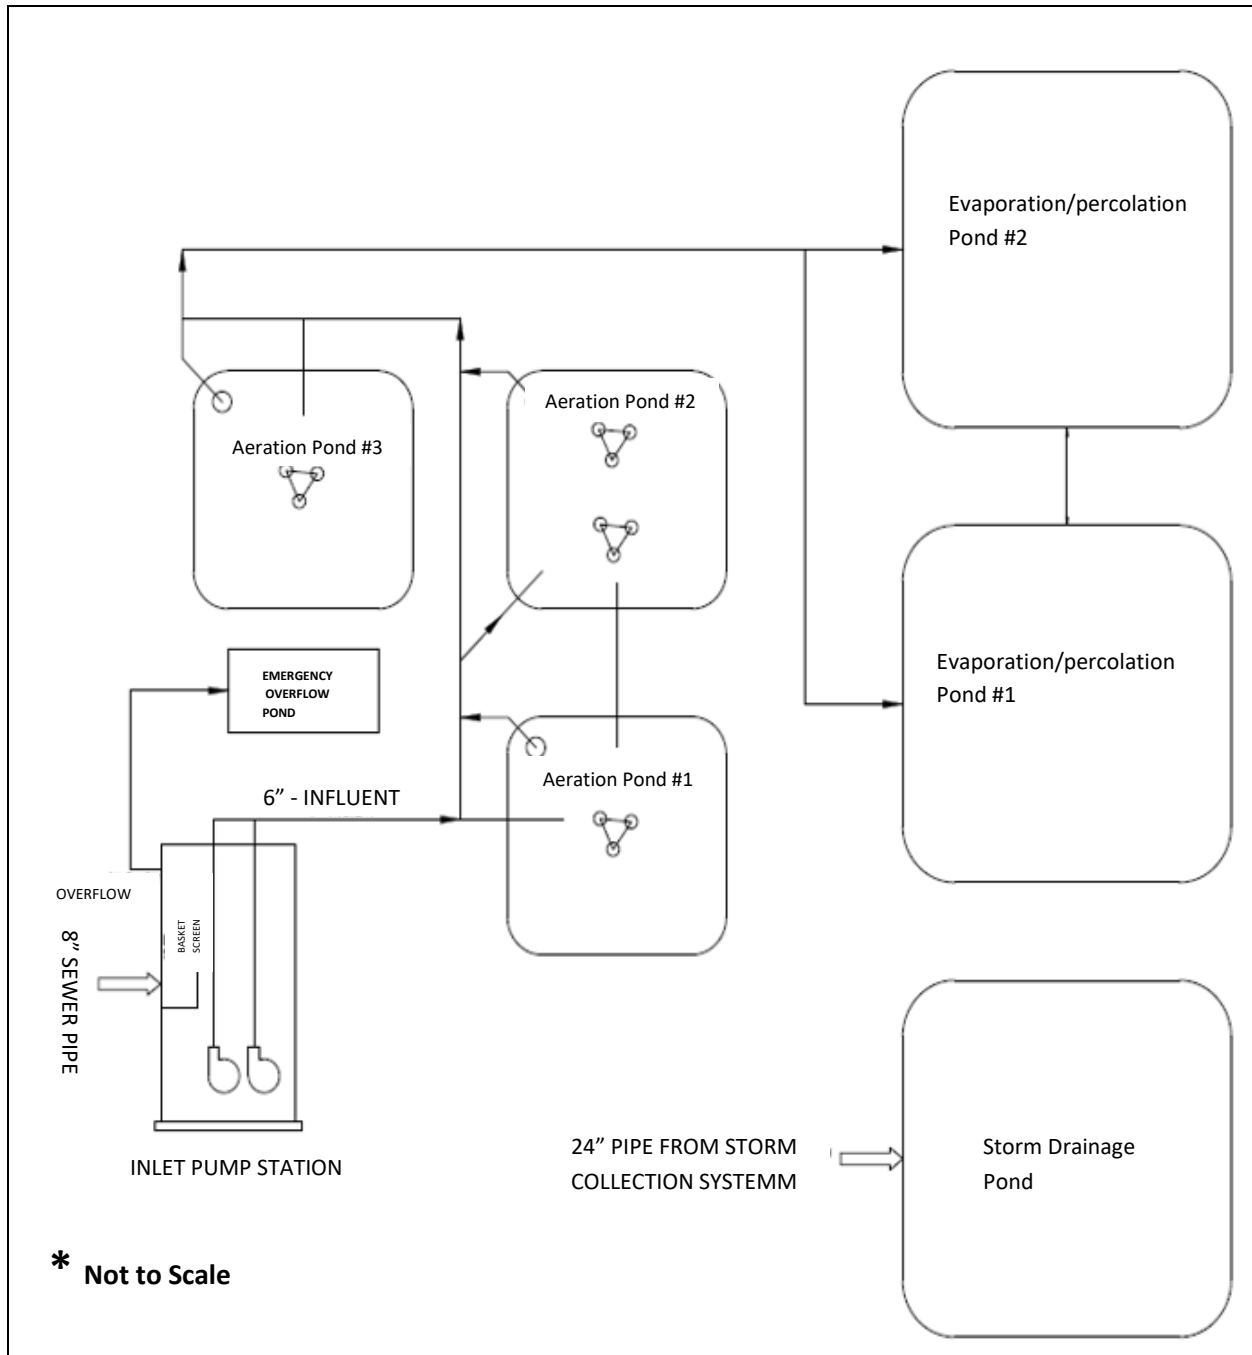 Evaporation/percolation
Pond #2
Aeration Pond #2
Aeration Pond #3
EMERGENCY
OVERFLOW
POND
Evaporation/percolation
Pond #1
Aeration Pond #1
6” - INFLUENT
OVERFLOW
BASKET
SCREEN
8” SEWER PIPE
INLET PUMP STATION
24” PIPE FROM STORM
COLLECTION SYSTEMM
Storm Drainage
Pond
* Not to Scale